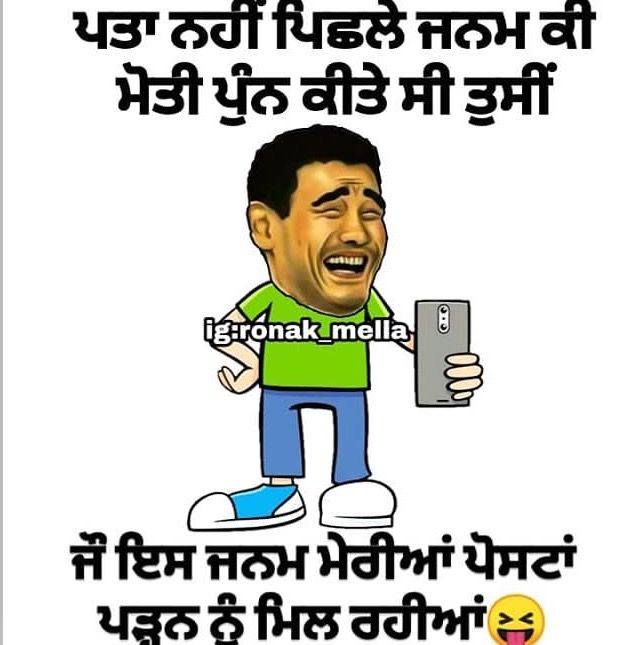 ਪਤਾ ਨਹੀਂ ਪਿਛਲੇ ਜਨਮ ਕੀ
ਮੋਤੀ ਪੁੰਨ ਕੀਤੇ ਸੀ ਤੁਸੀਂ
ig:ronak_mella
ਜੌ ਇਸ ਜਨਮ ਮੇਰੀਆਂ ਪੋਸਟਾਂ
ਪੜ੍ਹਨ ਨੂੰ ਮਿਲ ਰਹੀਆਂ😝